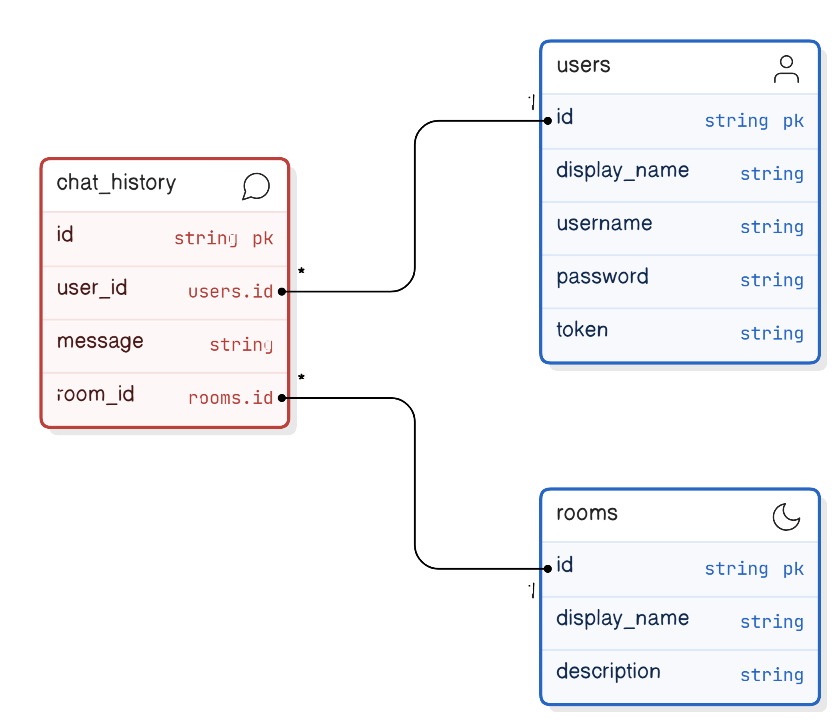 users
1
id string pk
display_name string
username string
password string
token string
chat_history
id string pk
*
user_id users.id
message string
*
room_id rooms.id
rooms
id string pk
1
display_name string
description string